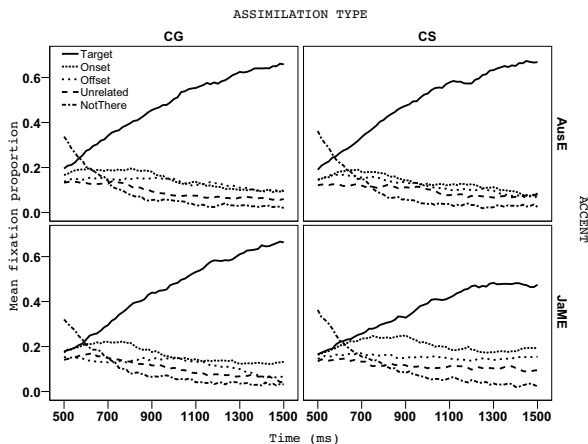 ASSIMILATION TYPE
CG
CS
Target
Onset
Offset
Unrelated
NotThere
0.6
0.4
0.2
0.0
AusE
Mean fixation proportion
ACCENT
0.6
0.4
0.2
0.0
JaME
500 700 900 1100 1300 1500
500 700 900 1100 1300 1500
Time (ms)
Time (ms)